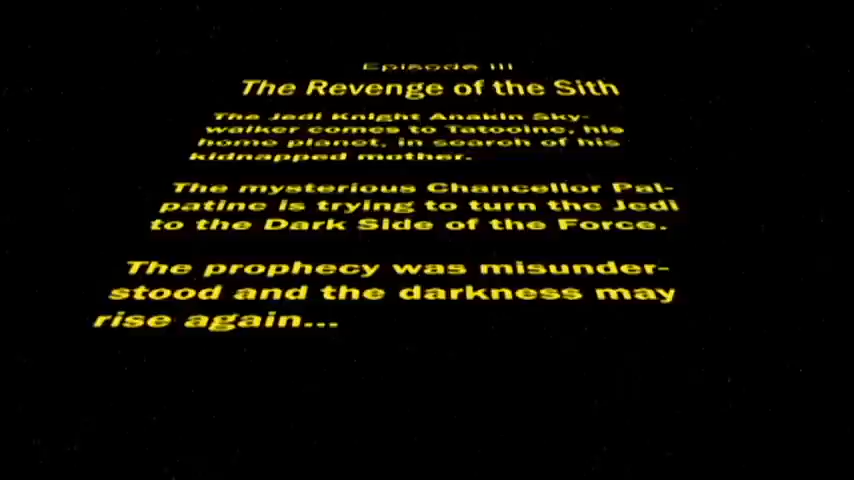 Episode III
The Revenge of the Sith
The Jedi Knight Anakin Sky-
walker comes to Tatooine, his
home planet, in search of his
kidnapped mother.
The mysterious Chancellor Pal-
patine is trying to turn the Jedi
to the Dark Side of the Force.
The prophecy was misunder-
stood and the darkness may
rise again...